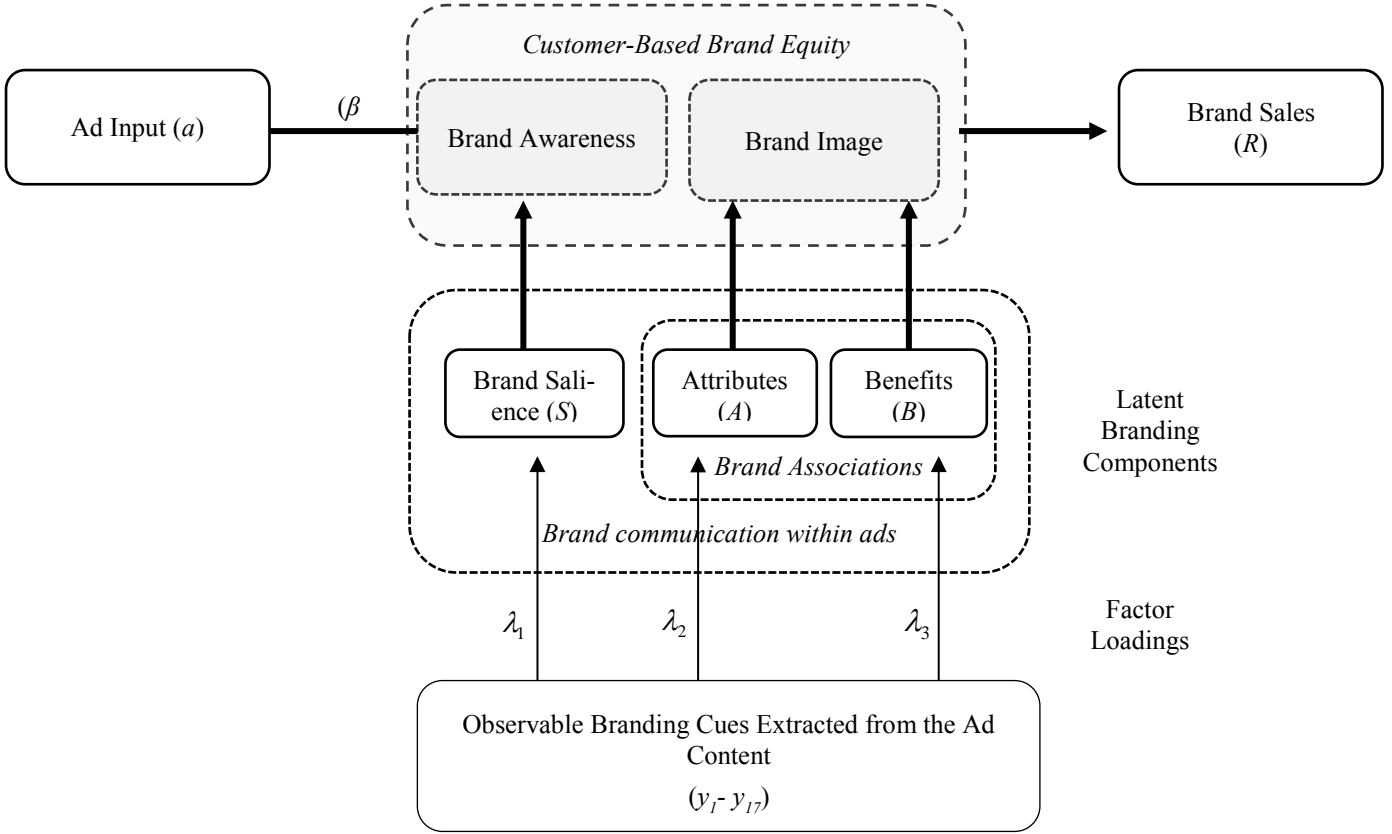 Customer-Based Brand Equity
Ad Input (a)
(β
Brand Awareness
Brand Image
Brand Sales
(R)
Brand Sali-
ence (S)
Attributes
(A)
Benefits
(B)
Brand Associations
Latent
Branding
Components
Brand communication within ads
λ1
λ2
λ3
Factor
Loadings
Observable Branding Cues Extracted from the Ad
Content
(y1- y17)